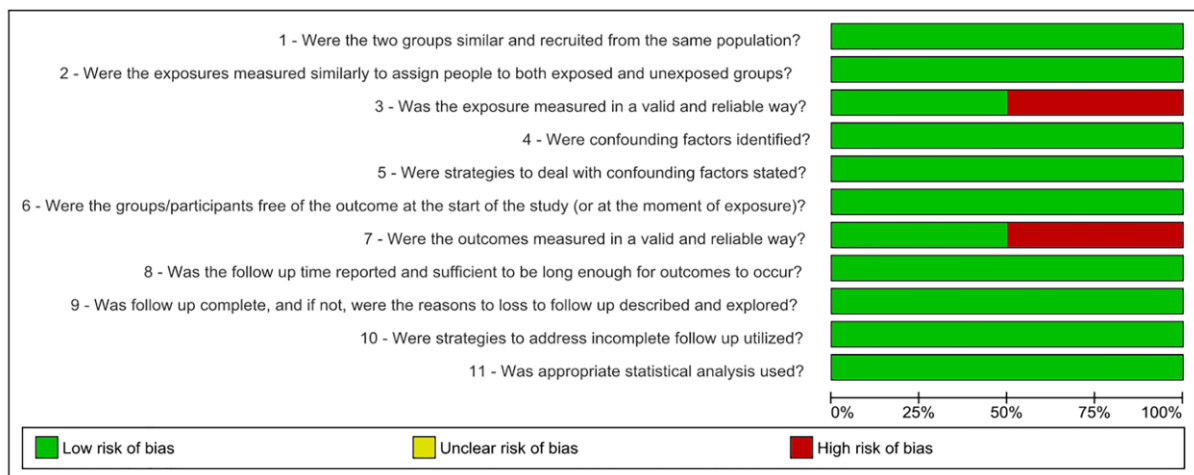 1 - Were the two groups similar and recruited from the same population?
2 - Were the exposures measured similarly to assign people to both exposed and unexposed groups?
3 - Was the exposure measured in a valid and reliable way?
4 - Were confounding factors identified?
5 - Were strategies to deal with confounding factors stated?
6 - Were the groups/participants free of the outcome at the start of the study (or at the moment of exposure)?
7 - Were the outcomes measured in a valid and reliable way?
8 - Was the follow up time reported and sufficient to be long enough for outcomes to occur?
9 - Was follow up complete, and if not, were the reasons to loss to follow up described and explored?
10 - Were strategies to address incomplete follow up utilized?
11 - Was appropriate statistical analysis used?
0% 25% 50% 75% 100%
Low risk of bias Unclear risk of bias High risk of bias